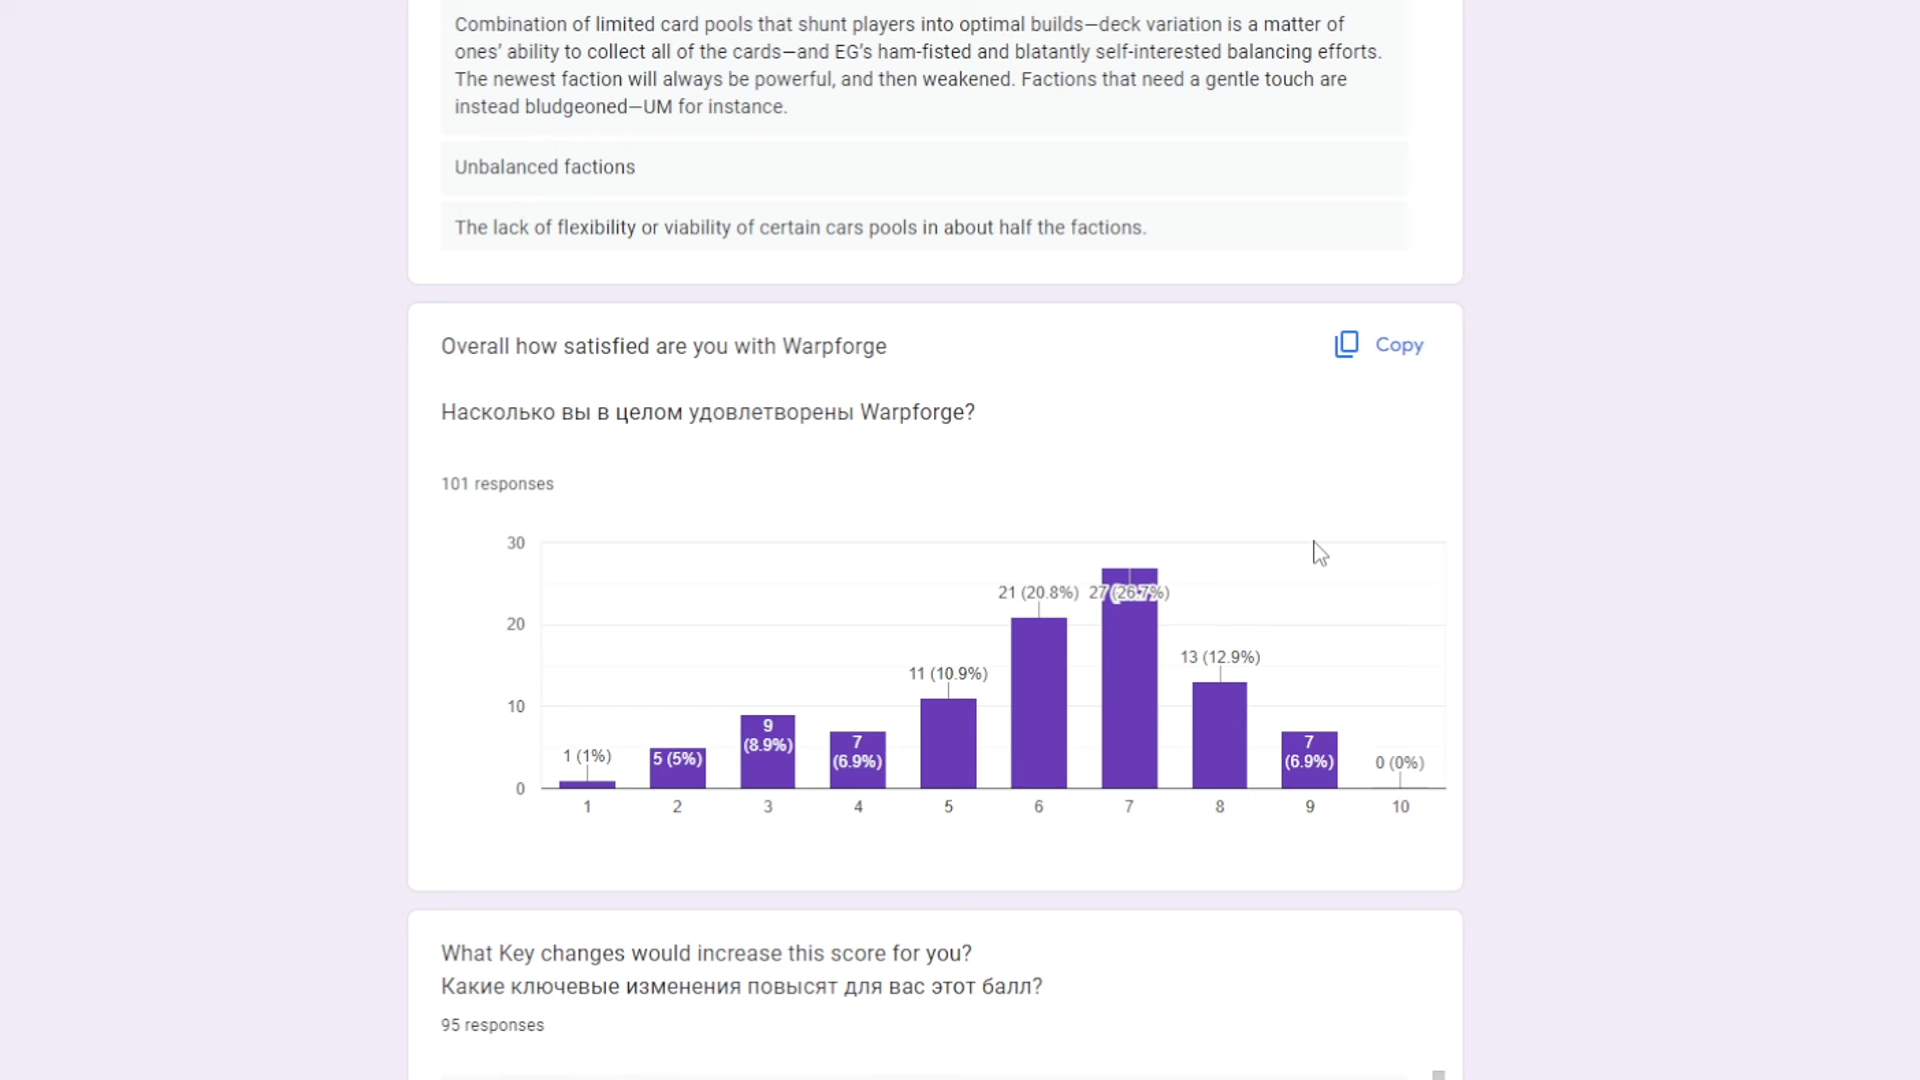 Combination of limited card pools that shunt players into optimal builds—deck variation is a matter of
ones’ ability to collect all of the cards—and EG’s ham-fisted and blatantly self-interested balancing efforts.
The newest faction will always be powerful, and then weakened. Factions that need a gentle touch are
instead bludgeoned—UM for instance.
Unbalanced factions
The lack of flexibility or viability of certain cars pools in about half the factions.
Overall how satisfied are you with Warpforge
Copy
Насколько вы в целом удовлетворены Warpforge?
101 responses
30
20
10
0
1 (1%)
5 (5%)
9
(8.9%)
7
(6.9%)
11 (10.9%)
21 (20.8%)
27 (26.7%)
13 (12.9%)
7
(6.9%)
0 (0%)
1 2 3 4 5 6 7 8 9 10
What Key changes would increase this score for you?
Какие ключевые изменения повысят для вас этот балл?
95 responses